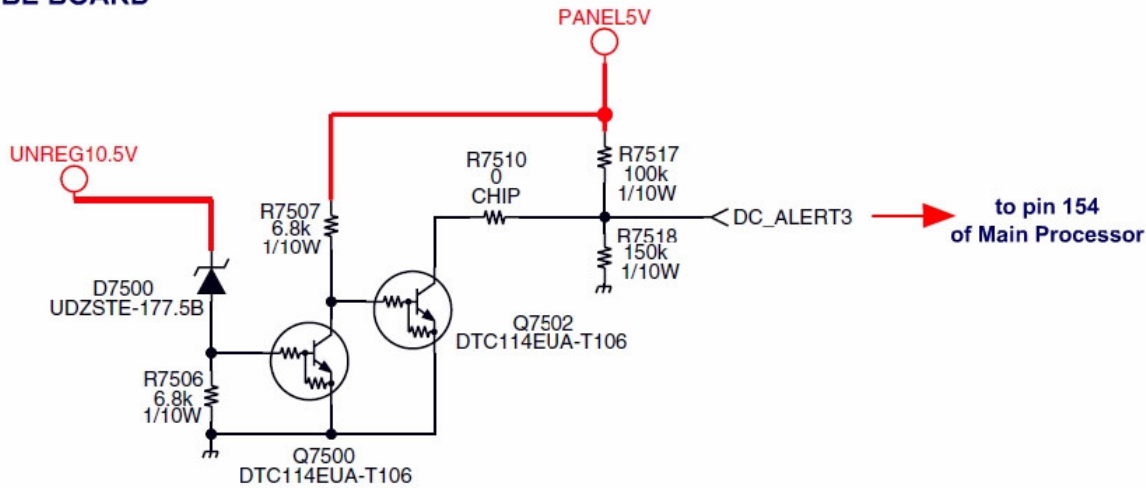 BE BOARD
PANEL5V
UNREG10.5V
R7510
0
CHIP
R7517
100k
1/10W
R7507
6.8k
1/10W
DC_ALERT3
to pin 154
of Main Processor
R7518
150k
1/10W
D7500
UDZSTE-177.5B
Q7502
DTC114EUA-T106
R7506
6.8k
1/10W
Q7500
DTC114EUA-T106